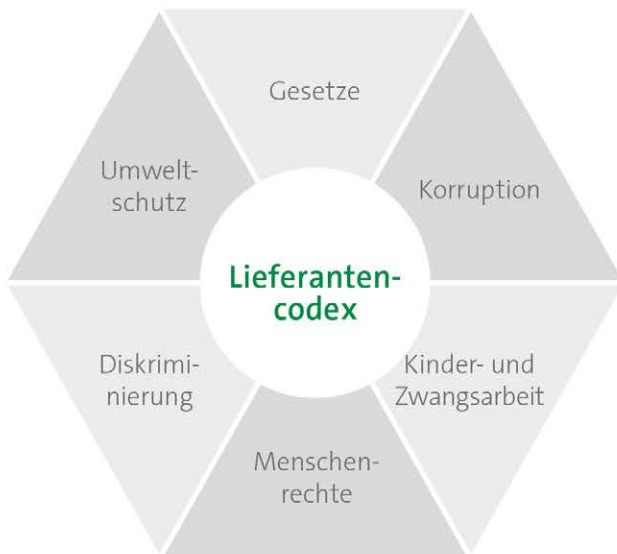 Gesetze
Umwelt-
schutz
Korruption
Lieferanten-
codex
Diskrimi-
nierung
Kinder- und
Zwangsarbeit
Menschen-
rechte